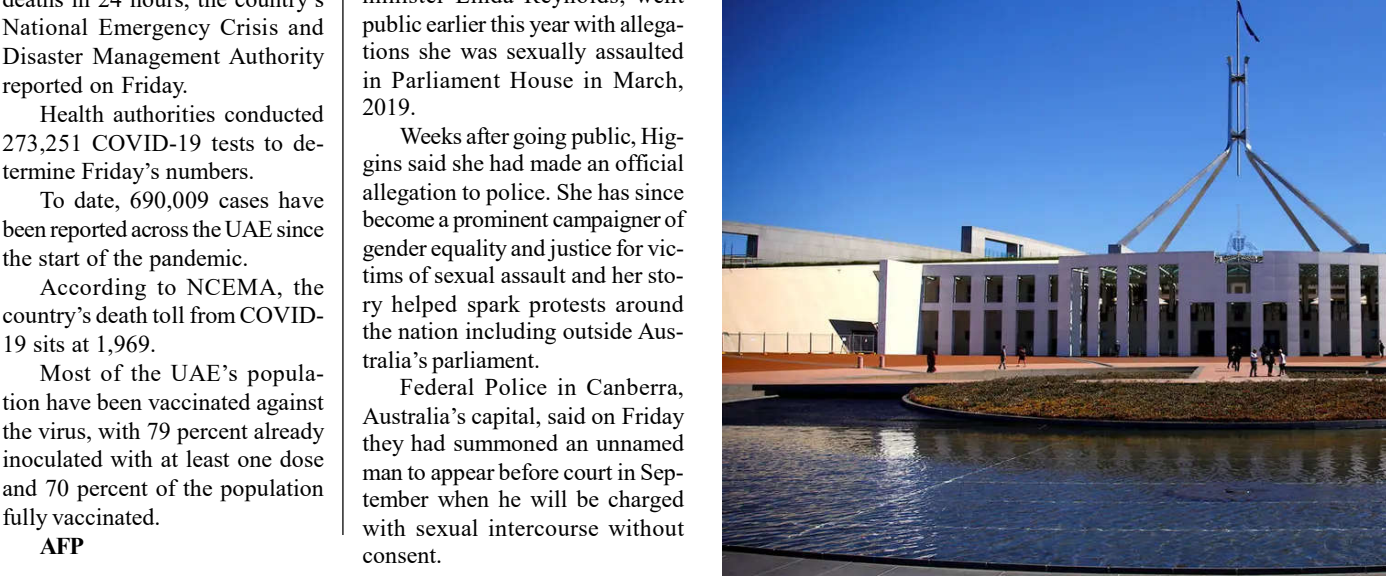 deaths in 24 hours, the country's
National Emergency Crisis and
Disaster Management Authority
reported on Friday.
Health authorities conducted
273,251 COVID-19 tests to de-
termine Friday's numbers.
To date, 690,009 cases have
been reported across the UAE since
the start of the pandemic.
According to NCEMA, the
country's death toll from COVID-
19 sits at 1,969.
Most of the UAE's popula-
tion have been vaccinated against
the virus, with 79 percent already
inoculated with at least one dose
and 70 percent of the population
fully vaccinated.
AFP
minister Linda Reynolds, went
public earlier this year with allega-
tions she was sexually assaulted
in Parliament House in March,
2019.
Weeks after going public, Hig-
gins said she had made an official
allegation to police. She has since
become a prominent campaigner of
gender equality and justice for vic-
tims of sexual assault and her sto-
ry helped spark protests around
the nation including outside Aus-
tralia's parliament.
Federal Police in Canberra,
Australia's capital, said on Friday
they had summoned an unnamed
man to appear before court in Sep-
tember when he will be charged
with sexual intercourse without
consent.